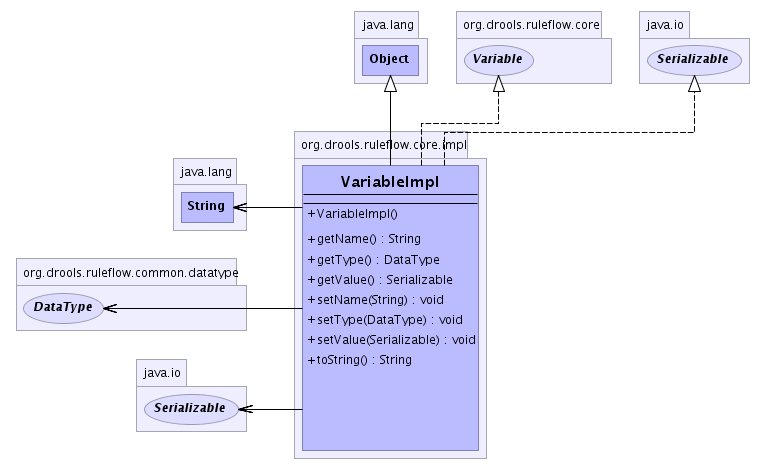 java.lang
Object
org.drools.ruleflow.core
Variable
java.io
Serializable
org.drools.ruleflow.core.impl
VariableImpl
+VariableImpl()
+getName() : String
+getType() : DataType
+getValue() : Serializable
+setName(String) : void
+setType(DataType) : void
+setValue(Serializable) : void
+toString() : String
java.lang
String
org.drools.ruleflow.common.datatype
DataType
java.io
Serializable